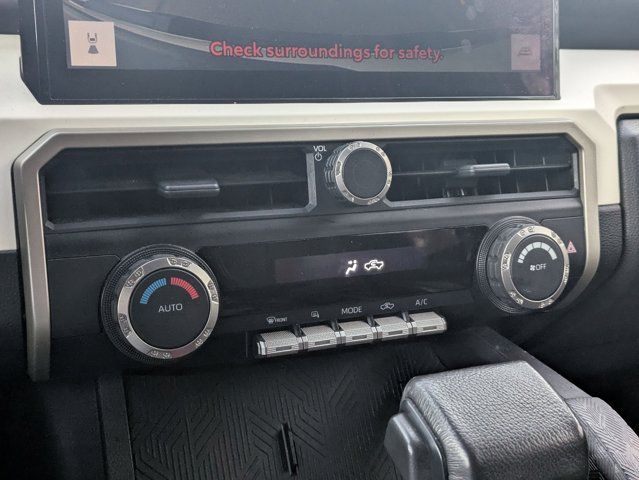 Check surroundings for safety.
VOL
AUTO
OFF
FRONT
MODE
A/C